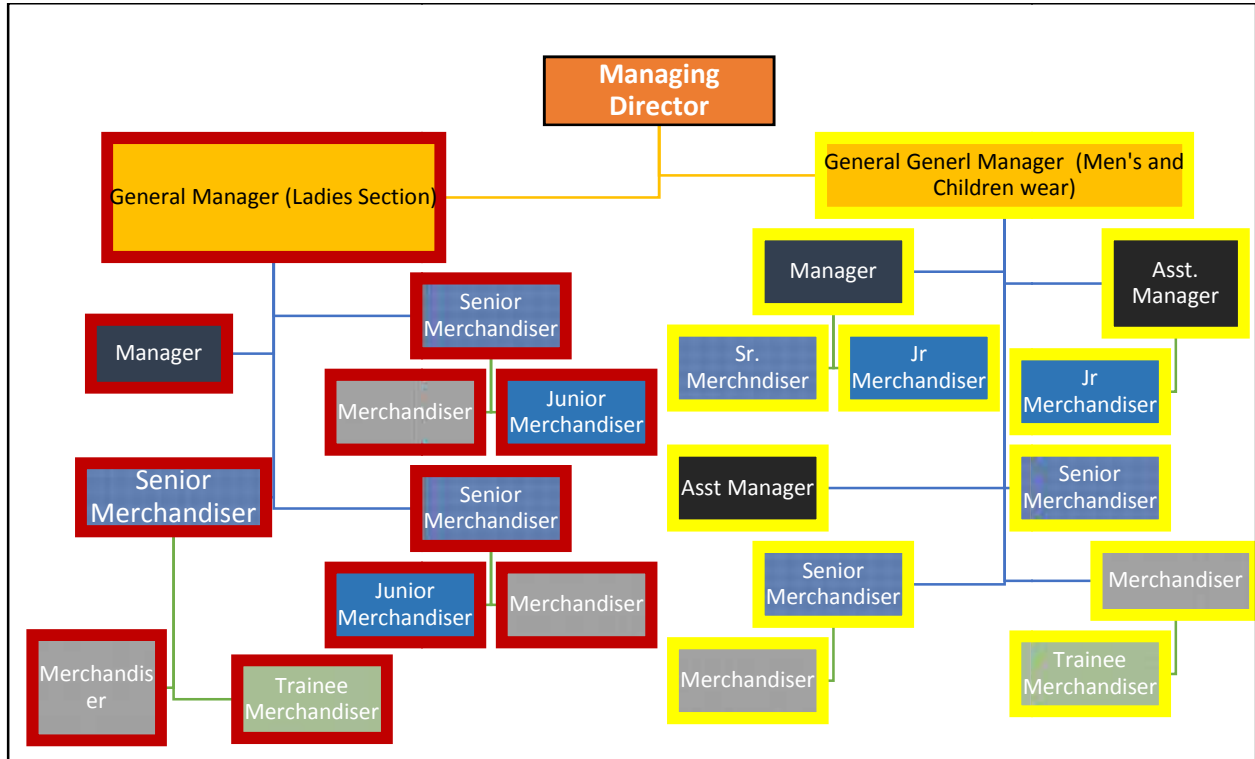 Managing
Director
General Manager (Ladies Section)
General Generl Manager (Men's and
Children wear)
Manager
Senior
Merchandiser
Merchandiser
Junior
Merchandiser
Senior
Merchandiser
Senior
Merchandiser
Junior
Merchandiser
Merchandiser
Merchandis
er
Trainee
Merchandiser
Manager
Asst.
Manager
Sr.
Merchndiser
Jr
Merchandiser
Jr
Merchandiser
Asst Manager
Senior
Merchandiser
Senior
Merchandiser
Merchandiser
Merchandiser
Trainee
Merchandiser